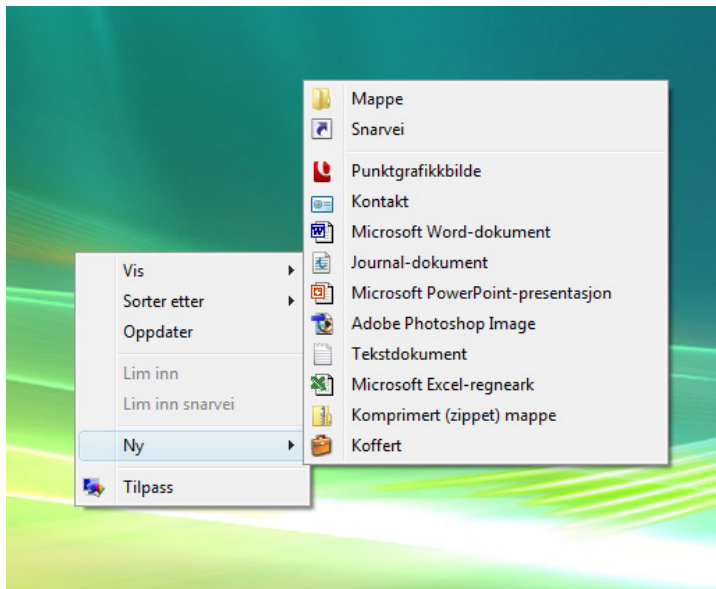 Vis
Sorter etter
Oppdater
Lim inn
Lim inn snarvei
Ny
Tilpass
Mappe
Snarvei
Punktgrafikkbilde
Kontakt
Microsoft Word-dokument
Journal-dokument
Microsoft PowerPoint-presentasjon
Adobe Photoshop Image
Tekstdokument
Microsoft Excel-regneark
Komprimert (zippet) mappe
Koffert